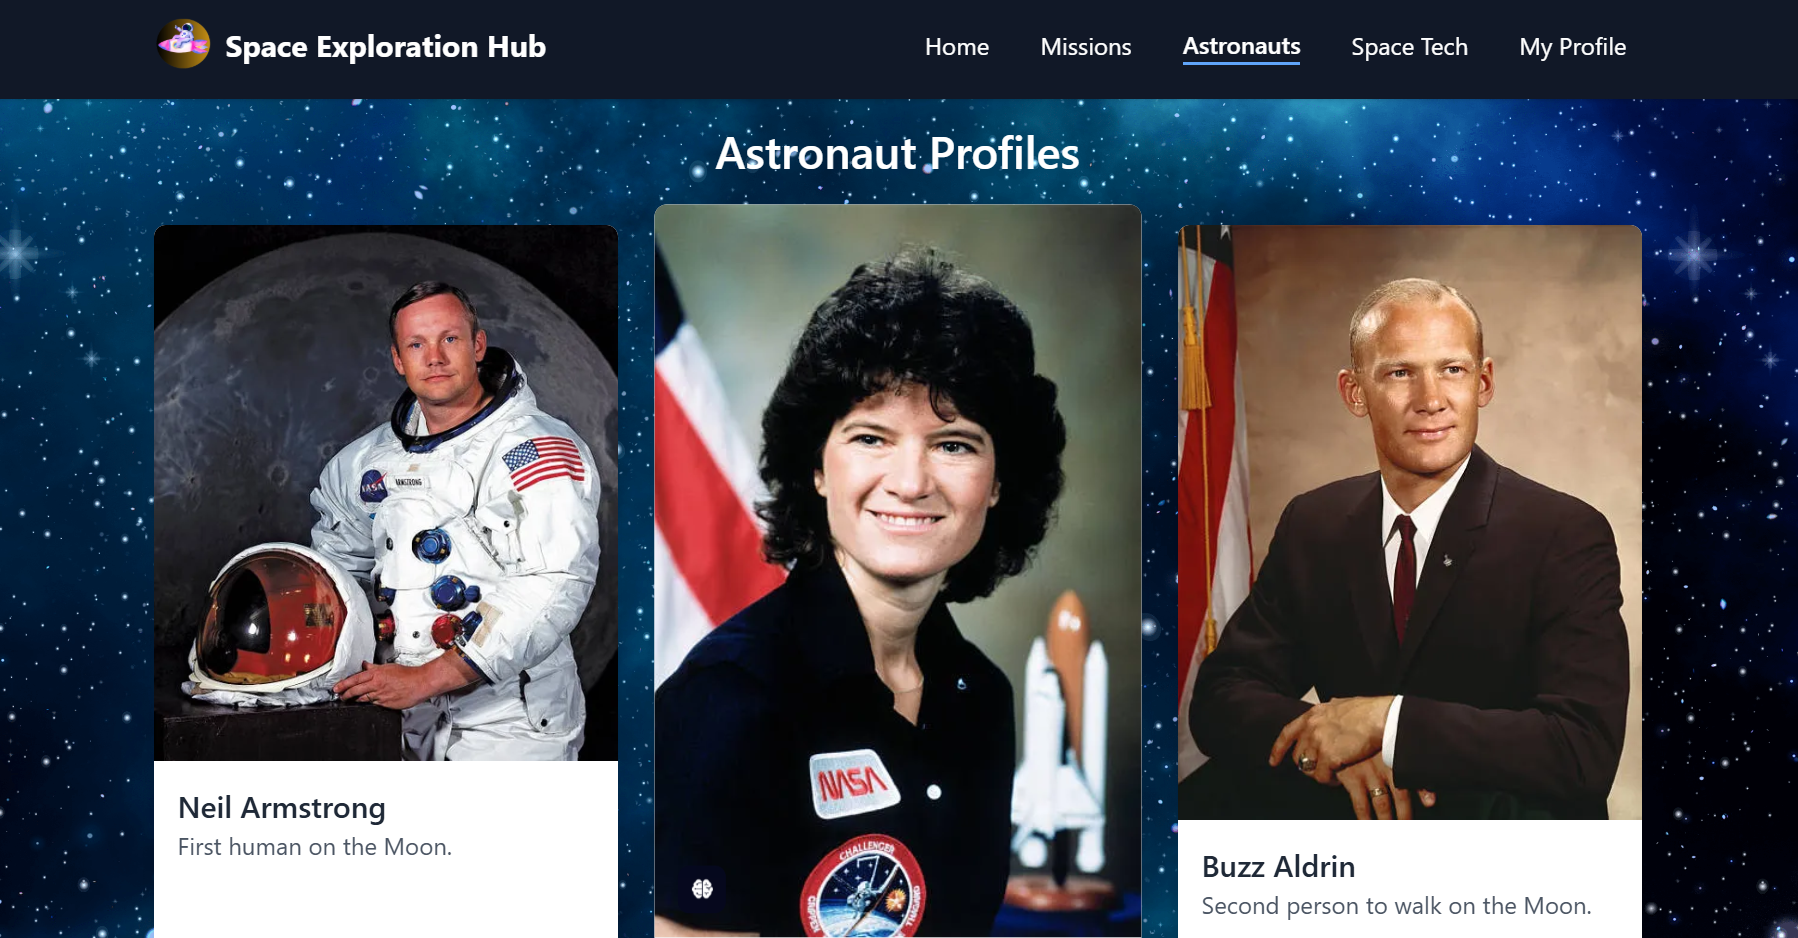 Space Exploration Hub
Home
Missions
Astronauts
Space Tech
My Profile
Astronaut Profiles
NASA
ARMSTRONG
Neil Armstrong
First human on the Moon.
NASA
CHALLENGER
CRIPPEN
Buzz Aldrin
Second person to walk on the Moon.